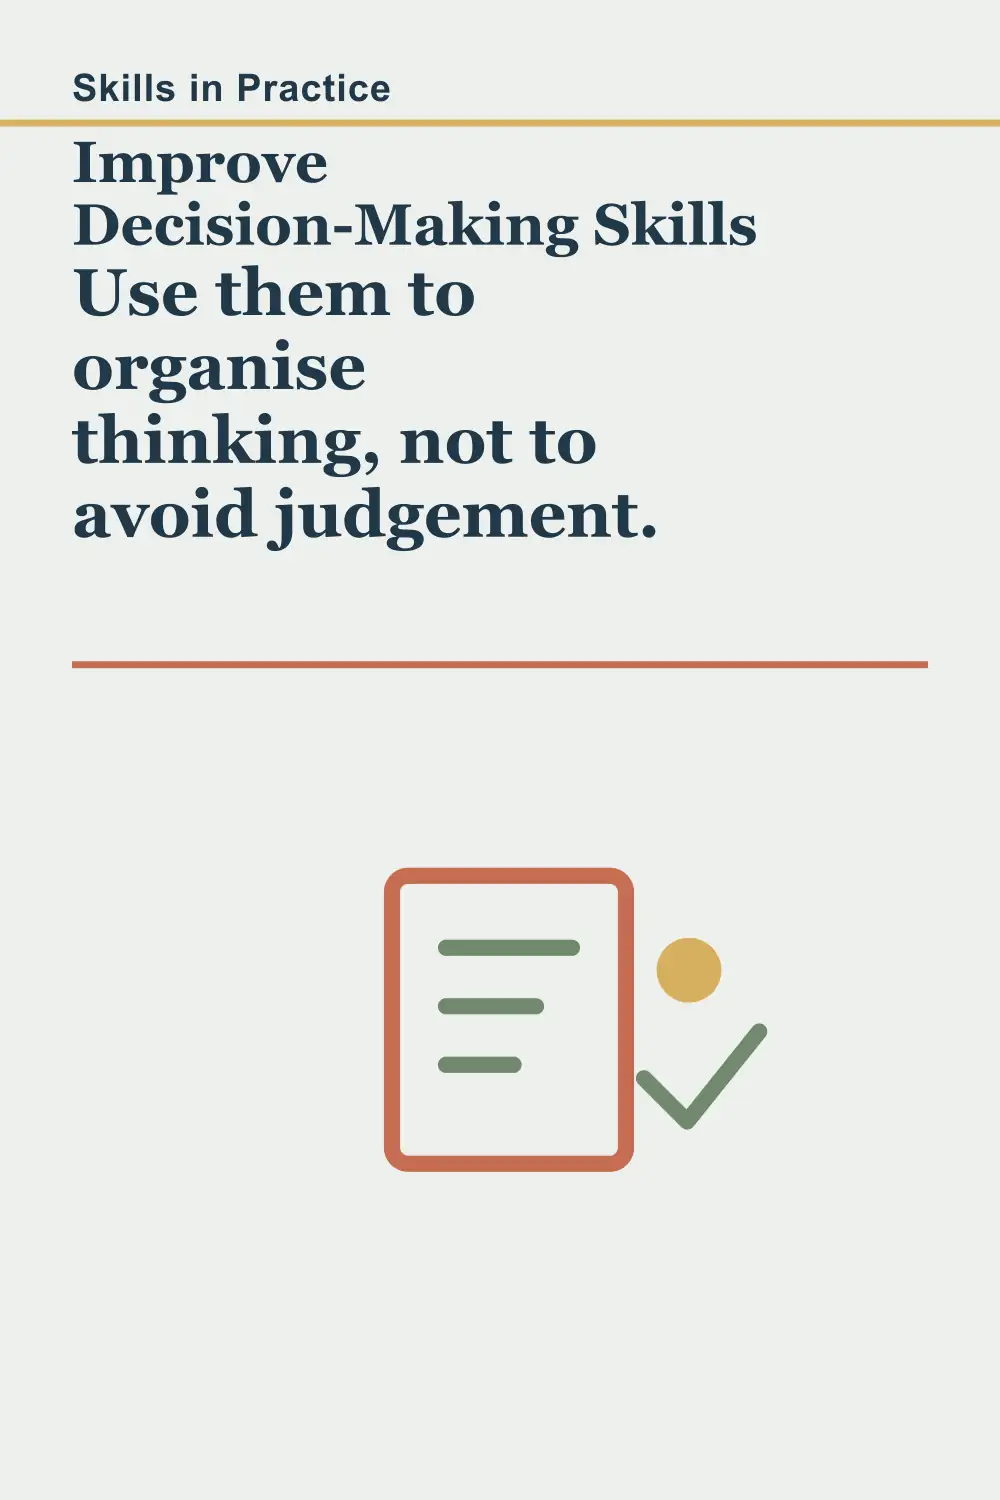 Skills in Practice
Improve
Decision-Making Skills
Use them to
organise
thinking, not to
avoid judgement.